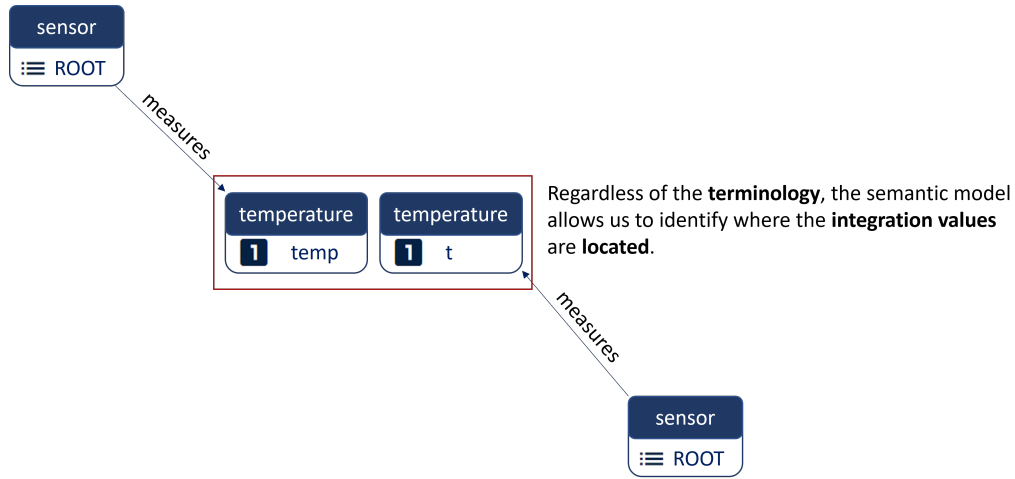 sensor
ROOT
measures
temperature
1 temp
temperature
1 t
Regardless of the terminology, the semantic model
allows us to identify where the integration values
are located.
measures
sensor
ROOT